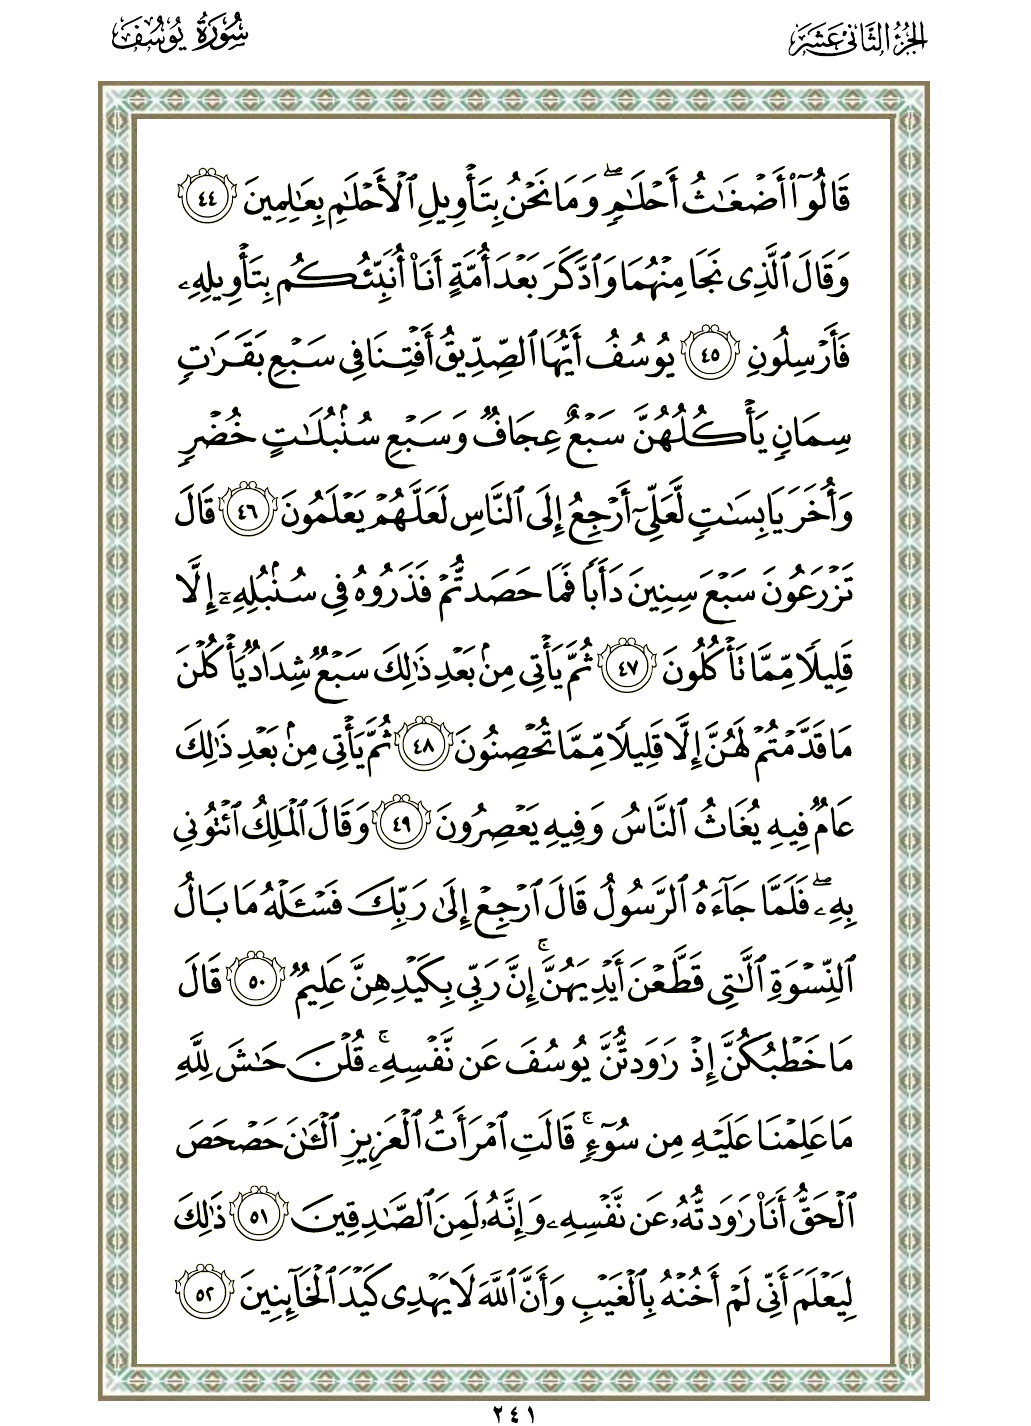 الجزء الثاني عشر
سورة يوسف
قَالُوٓا۟ أَضْغَٰثُ أَحْلَٰمٍۢ ۖ وَمَا نَحْنُ بِتَأْوِيلِ ٱلْأَحْلَٰمِ بِعَٰلِمِينَ ٤٤
وَقَالَ ٱلَّذِى نَجَا مِنْهُمَا وَٱدَّكَرَ بَعْدَ أُمَّةٍ أَنَا۠ أُنَبِّئُكُم بِتَأْوِيلِهِۦ
فَأَرْسِلُونِ ٤٥ يُوسُفُ أَيُّهَا ٱلصِّدِّيقُ أَفْتِنَا فِى سَبْعِ بَقَرَٰتٍۢ
سِمَانٍۢ يَأْكُلُهُنَّ سَبْعٌ عِجَافٌۭ وَسَبْعِ سُنۢبُلَٰتٍ خُضْرٍۢ
وَأُخَرَ يَابِسَٰتٍۢ لَّعَلِّىٓ أَرْجِعُ إِلَى ٱلنَّاسِ لَعَلَّهُمْ يَعْلَمُونَ ٤٦ قَالَ
تَزْرَعُونَ سَبْعَ سِنِينَ دَأَبًۭا فَمَا حَصَدتُّمْ فَذَرُوهُ فِى سُنۢبُلِهِۦٓ إِلَّا
قَلِيلًۭا مِّمَّا تَأْكُلُونَ ٤٧ ثُمَّ يَأْتِى مِنۢ بَعْدِ ذَٰلِكَ سَبْعٌۭ شِدَادٌۭ يَأْكُلْنَ
مَا قَدَّمْتُمْ لَهُنَّ إِلَّا قَلِيلًۭا مِّمَّا تُحْصِنُونَ ٤٨ ثُمَّ يَأْتِى مِنۢ بَعْدِ ذَٰلِكَ
عَامٌۭ فِيهِ يُغَاثُ ٱلنَّاسُ وَفِيهِ يَعْصِرُونَ ٤٩ وَقَالَ ٱلْمَلِكُ ٱئْتُونِى
بِهِۦ ۖ فَلَمَّا جَآءَهُ ٱلرَّسُولُ قَالَ ٱرْجِعْ إِلَىٰ رَبِّكَ فَسْـَٔلْهُ مَا بَالُ
ٱلنِّسْوَةِ ٱلَّٰتِى قَطَّعْنَ أَيْدِيَهُنَّ ۚ إِنَّ رَبِّى بِكَيْدِهِنَّ عَلِيمٌۭ ٥٠ قَالَ
مَا خَطْبُكُنَّ إِذْ رَٰوَدتُّنَّ يُوسُفَ عَن نَّفْسِهِۦ ۚ قُلْنَ حَٰشَ لِلَّهِ
مَا عَلِمْنَا عَلَيْهِ مِن سُوٓءٍۢ ۚ قَالَتِ ٱمْرَأَتُ ٱلْعَزِيزِ ٱلْـَٰٔنَ حَصْحَصَ
ٱلْحَقُّ أَنَا۠ رَٰوَدتُّهُۥ عَن نَّفْسِهِۦ وَإِنَّهُۥ لَمِنَ ٱلصَّٰدِقِينَ ٥١ ذَٰلِكَ
لِيَعْلَمَ أَنِّى لَمْ أَخُنْهُ بِٱلْغَيْبِ وَأَنَّ ٱللَّهَ لَا يَهْدِى كَيْدَ ٱلْخَآئِنِينَ ٥٢
٢٤١